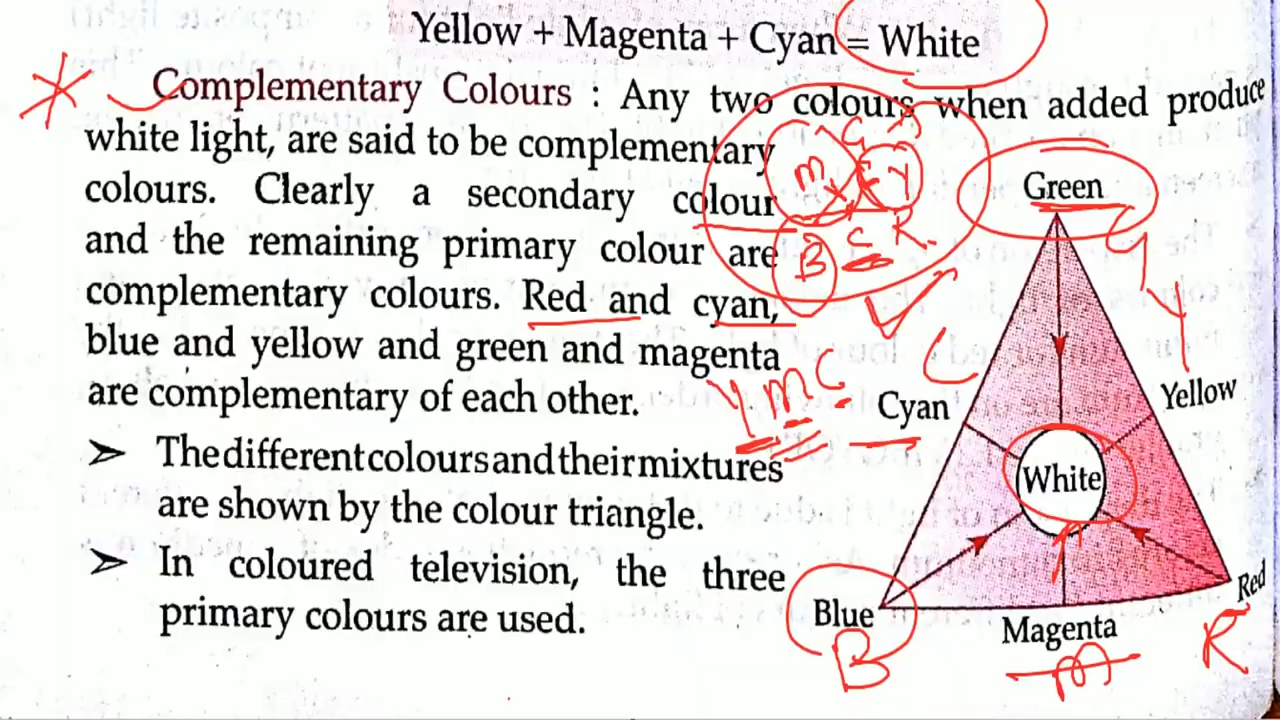 Yellow + Magenta + Cyan = White
Complementary Colours : Any two colours when added produce
white light, are said to be complementary
colours. Clearly a secondary colour
and the remaining primary colour are
complementary colours. Red and cyan,
blue and yellow and green and magenta
are complementary of each other.
➢ The different colours and their mixtures
are shown by the colour triangle.
➢ In coloured television, the three
primary colours are used.
G
M Y
B C R
Y M C
Green
Y
C
Cyan
Yellow
White
Blue
B
Magenta
M
Red
R